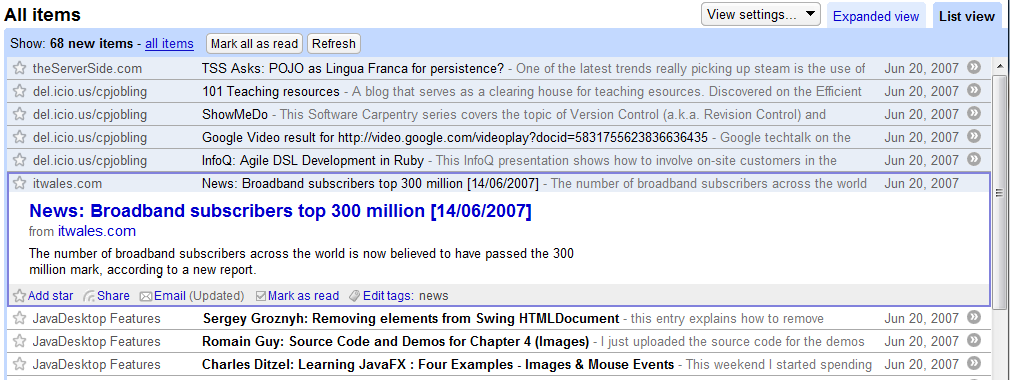 All items View settings... Expanded view List view
Show: 68 new items - all items Mark all as read Refresh
theServerSide.com TSS Asks: POJO as Lingua Franca for persistence? - One of the latest trends really picking up steam is the use of Jun 20, 2007
del.icio.us/cpjobling 101 Teaching resources - A blog that serves as a clearing house for teaching esources. Discovered on the Efficient Jun 20, 2007
del.icio.us/cpjobling ShowMeDo - This Software Carpentry series covers the topic of Version Control (a.k.a. Revision Control) and Jun 20, 2007
del.icio.us/cpjobling Google Video result for http://video.google.com/videoplay?docid=5831755623836636435 - Google techtalk on the Jun 20, 2007
del.icio.us/cpjobling InfoQ: Agile DSL Development in Ruby - This InfoQ presentation shows how to involve on-site customers in the Jun 20, 2007
itwales.com News: Broadband subscribers top 300 million [14/06/2007] - The number of broadband subscribers across the world Jun 20, 2007
News: Broadband subscribers top 300 million [14/06/2007]
from itwales.com
The number of broadband subscribers across the world is now believed to have passed the 300
million mark, according to a new report.
Add star Share Email (Updated) Mark as read Edit tags: news
JavaDesktop Features Sergey Groznyh: Removing elements from Swing HTMLDocument - this entry explains how to remove Jun 20, 2007
JavaDesktop Features Romain Guy: Source Code and Demos for Chapter 4 (Images) - I just uploaded the source code for the demos Jun 20, 2007
JavaDesktop Features Charles Ditzel: Learning JavaFX : Four Examples - Images & Mouse Events - This weekend I started spending Jun 20, 2007